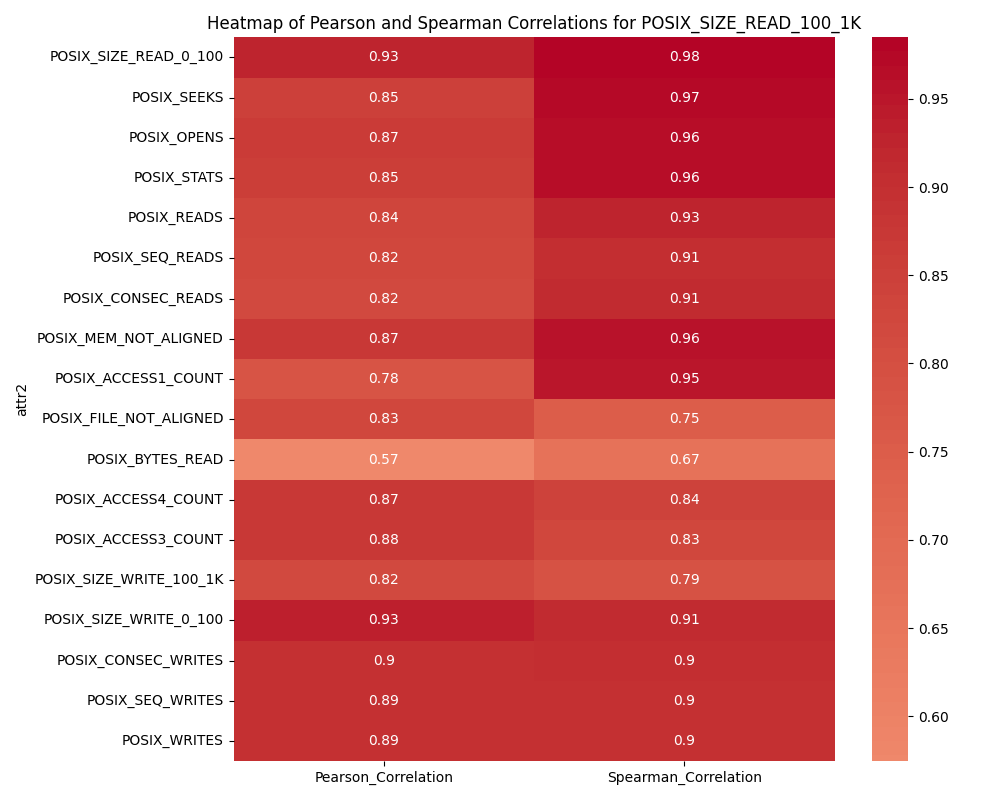 Heatmap of Pearson and Spearman Correlations for POSIX_SIZE_READ_100_1K
attr2
POSIX_SIZE_READ_0_100 0.93 0.98
POSIX_SEEKS 0.85 0.97
POSIX_OPENS 0.87 0.96
POSIX_STATS 0.85 0.96
POSIX_READS 0.84 0.93
POSIX_SEQ_READS 0.82 0.91
POSIX_CONSEC_READS 0.82 0.91
POSIX_MEM_NOT_ALIGNED 0.87 0.96
POSIX_ACCESS1_COUNT 0.78 0.95
POSIX_FILE_NOT_ALIGNED 0.83 0.75
POSIX_BYTES_READ 0.57 0.67
POSIX_ACCESS4_COUNT 0.87 0.84
POSIX_ACCESS3_COUNT 0.88 0.83
POSIX_SIZE_WRITE_100_1K 0.82 0.79
POSIX_SIZE_WRITE_0_100 0.93 0.91
POSIX_CONSEC_WRITES 0.9 0.9
POSIX_SEQ_WRITES 0.89 0.9
POSIX_WRITES 0.89 0.9
Pearson_Correlation Spearman_Correlation
0.95
0.90
0.85
0.80
0.75
0.70
0.65
0.60